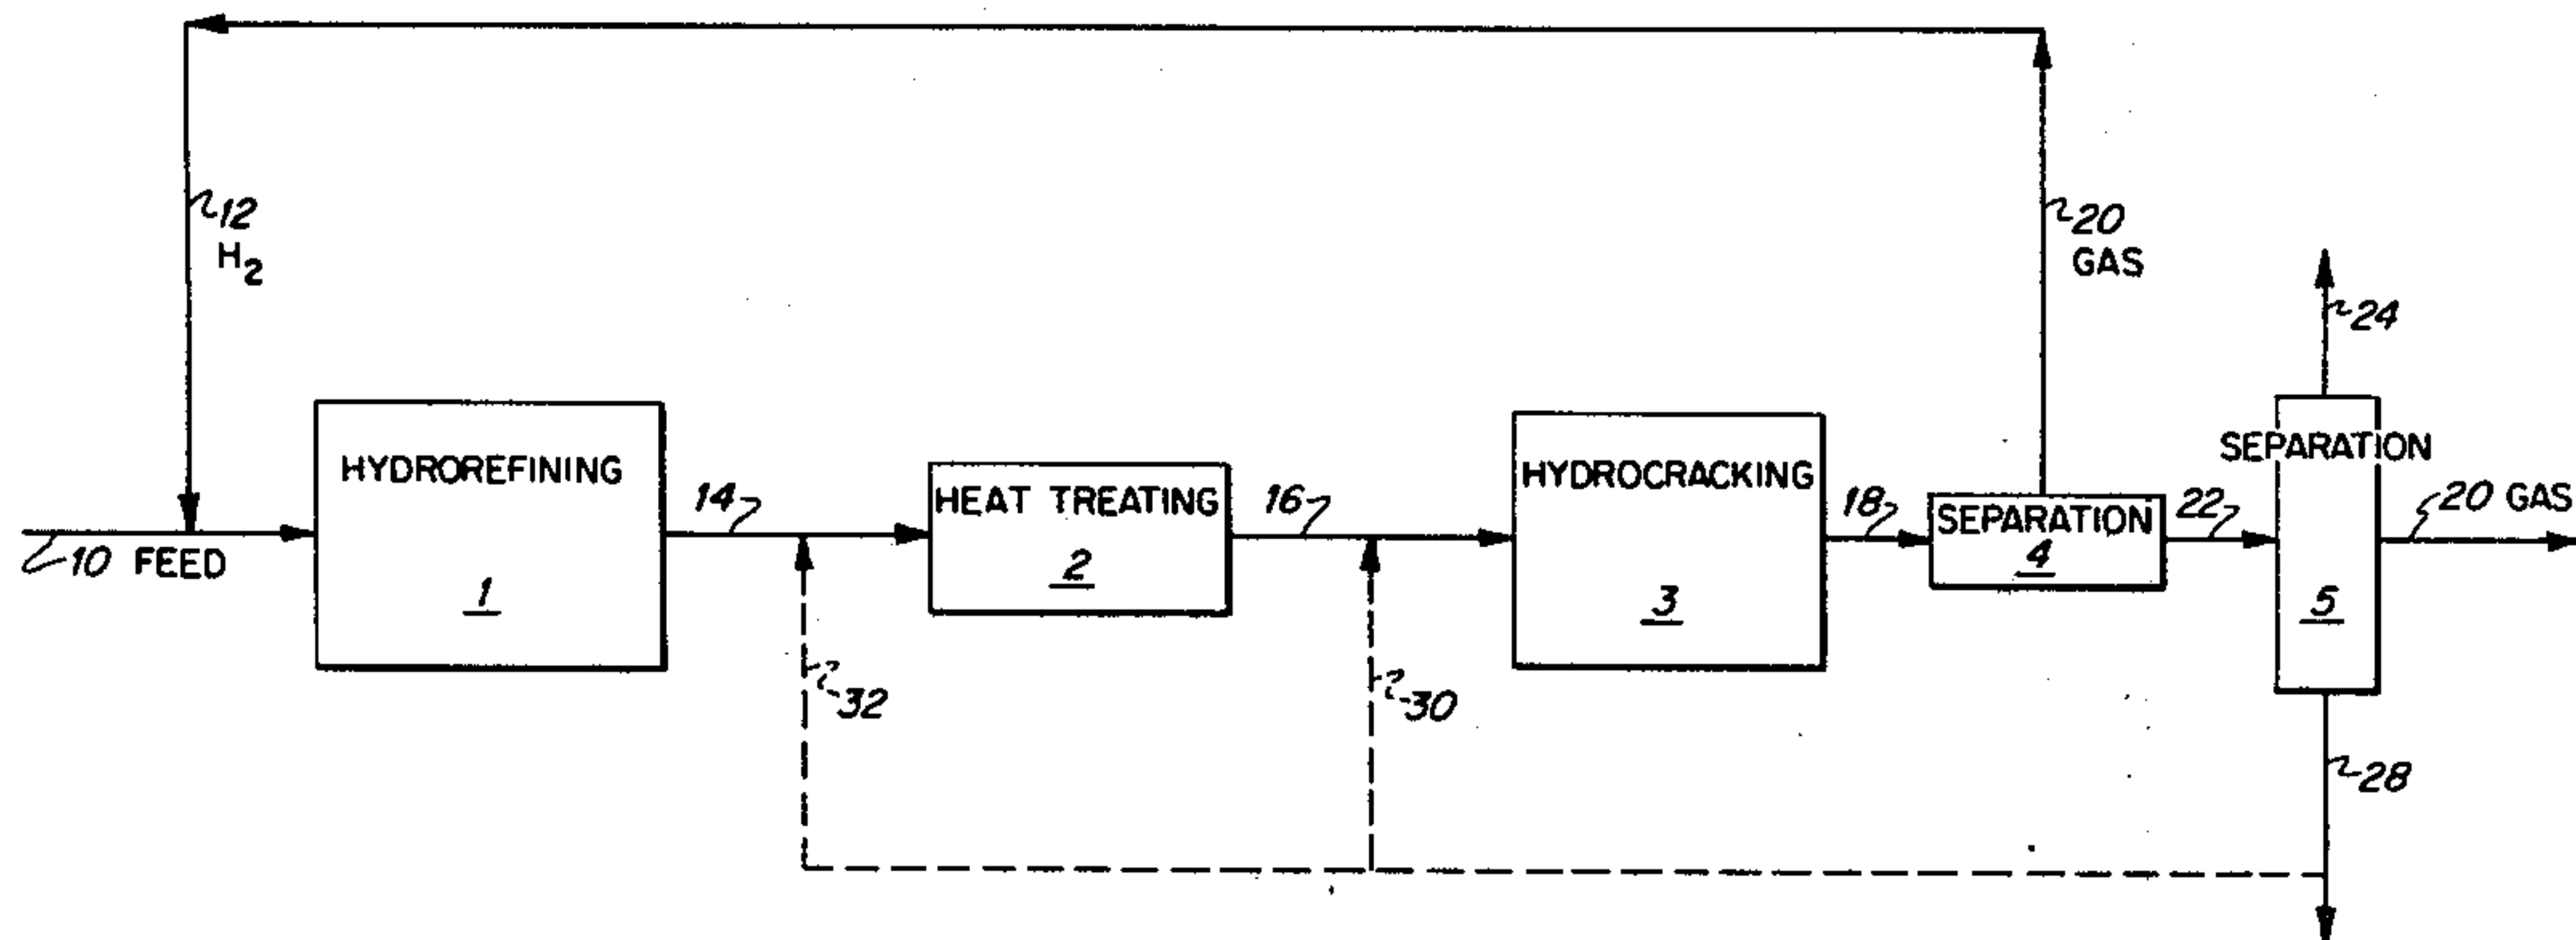 12
H2
20
GAS
24
HYDROREFINING
1
10 FEED
14
HEAT TREATING
2
16
HYDROCRACKING
3
18
SEPARATION
4
22
SEPARATION
5
20 GAS
32
30
28